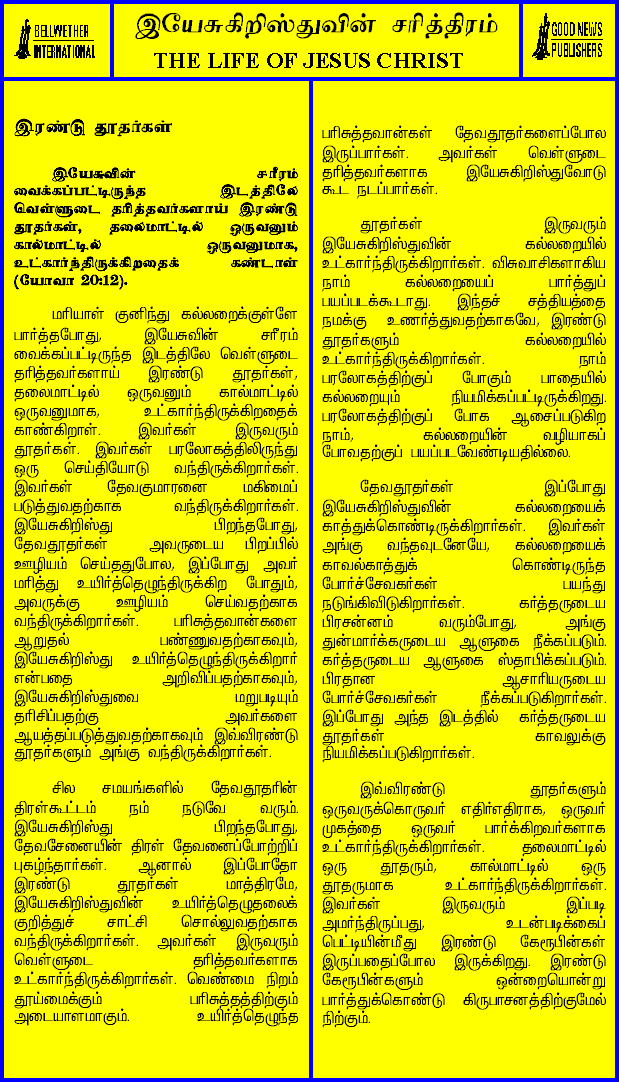 BELLWETHER
INTERNATIONAL
இயேசுகிறிஸ்துவின் சரித்திரம்
THE LIFE OF JESUS CHRIST
GOOD NEWS
PUBLISHERS
இரண்டு தூதர்கள்
இயேசுவின் சரீரம்
வைக்கப்பட்டிருந்த இடத்திலே
வெள்ளுடை தரித்தவர்களாய் இரண்டு
தூதர்கள், தலைமாட்டில் ஒருவனும்
கால்மாட்டில் ஒருவனுமாக,
உட்கார்ந்திருக்கிறதைக் கண்டாள்
(யோவா 20:12).
மரியாள் குனிந்து கல்லறைக்குள்ளே
பார்த்தபோது, இயேசுவின் சரீரம்
வைக்கப்பட்டிருந்த இடத்திலே வெள்ளுடை
தரித்தவர்களாய் இரண்டு தூதர்கள்,
தலைமாட்டில் ஒருவனும் கால்மாட்டில்
ஒருவனுமாக, உட்கார்ந்திருக்கிறதைக்
காண்கிறாள். இவர்கள் இருவரும்
தூதர்கள். இவர்கள் பரலோகத்திலிருந்து
ஒரு செய்தியோடு வந்திருக்கிறார்கள்.
இவர்கள் தேவகுமாரனை மகிமைப்
படுத்துவதற்காக வந்திருக்கிறார்கள்.
இயேசுகிறிஸ்து பிறந்தபோது,
தேவதூதர்கள் அவருடைய பிறப்பில்
ஊழியம் செய்ததுபோல, இப்போது அவர்
மரித்து உயிர்த்தெழுந்திருக்கிற போதும்,
அவருக்கு ஊழியம் செய்வதற்காக
வந்திருக்கிறார்கள். பரிசுத்தவான்களை
ஆறுதல் பண்ணுவதற்காகவும்,
இயேசுகிறிஸ்து உயிர்த்தெழுந்திருக்கிறார்
என்பதை அறிவிப்பதற்காகவும்,
இயேசுகிறிஸ்துவை மறுபடியும்
தரிசிப்பதற்கு அவர்களை
ஆயத்தப்படுத்துவதற்காகவும் இவ்விரண்டு
தூதர்களும் அங்கு வந்திருக்கிறார்கள்.
சில சமயங்களில் தேவதூதரின்
திரள்கூட்டம் நம் நடுவே வரும்.
இயேசுகிறிஸ்து பிறந்தபோது,
தேவசேனையின் திரள் தேவனைப்போற்றிப்
புகழ்ந்தார்கள். ஆனால் இப்போதோ
இரண்டு தூதர்கள் மாத்திரமே,
இயேசுகிறிஸ்துவின் உயிர்த்தெழுதலைக்
குறித்துச் சாட்சி சொல்லுவதற்காக
வந்திருக்கிறார்கள். அவர்கள் இருவரும்
வெள்ளுடை தரித்தவர்களாக
உட்கார்ந்திருக்கிறார்கள். வெண்மை நிறம்
தூய்மைக்கும் பரிசுத்தத்திற்கும்
அடையாளமாகும். உயிர்த்தெழுந்த
பரிசுத்தவான்கள் தேவதூதர்களைப்போல
இருப்பார்கள். அவர்கள் வெள்ளுடை
தரித்தவர்களாக இயேசுகிறிஸ்துவோடு
கூட நடப்பார்கள்.
தூதர்கள் இருவரும்
இயேசுகிறிஸ்துவின் கல்லறையில்
உட்கார்ந்திருக்கிறார்கள். விசுவாசிகளாகிய
நாம் கல்லறையைப் பார்த்துப்
பயப்படக்கூடாது. இந்தச் சத்தியத்தை
நமக்கு உணர்த்துவதற்காகவே, இரண்டு
தூதர்களும் கல்லறையில்
உட்கார்ந்திருக்கிறார்கள். நாம்
பரலோகத்திற்குப் போகும் பாதையில்
கல்லறையும் நியமிக்கப்பட்டிருக்கிறது.
பரலோகத்திற்குப் போக ஆசைப்படுகிற
நாம், கல்லறையின் வழியாகப்
போவதற்குப் பயப்படவேண்டியதில்லை.
தேவதூதர்கள் இப்போது
இயேசுகிறிஸ்துவின் கல்லறையைக்
காத்துக்கொண்டிருக்கிறார்கள். இவர்கள்
அங்கு வந்தவுடனேயே, கல்லறையைக்
காவல்காத்துக் கொண்டிருந்த
போர்ச்சேவகர்கள் பயந்து
நடுங்கிவிடுகிறார்கள். கர்த்தருடைய
பிரசன்னம் வரும்போது, அங்கு
துன்மார்க்கருடைய ஆளுகை நீக்கப்படும்.
கர்த்தருடைய ஆளுகை ஸ்தாபிக்கப்படும்.
பிரதான ஆசாரியருடைய
போர்ச்சேவகர்கள் நீக்கப்படுகிறார்கள்.
இப்போது அந்த இடத்தில் கர்த்தருடைய
தூதர்கள் காவலுக்கு
நியமிக்கப்படுகிறார்கள்.
இவ்விரண்டு தூதர்களும்
ஒருவருக்கொருவர் எதிர்எதிராக, ஒருவர்
முகத்தை ஒருவர் பார்க்கிறவர்களாக
உட்கார்ந்திருக்கிறார்கள். தலைமாட்டில்
ஒரு தூதரும், கால்மாட்டில் ஒரு
தூதருமாக உட்கார்ந்திருக்கிறார்கள்.
இவர்கள் இருவரும் இப்படி
அமர்ந்திருப்பது, உடன்படிக்கைப்
பெட்டியின்மீது இரண்டு கேரூபின்கள்
இருப்பதைப்போல இருக்கிறது. இரண்டு
கேரூபின்களும் ஒன்றையொன்று
பார்த்துக்கொண்டு கிருபாசனத்திற்குமேல்
நிற்கும்.